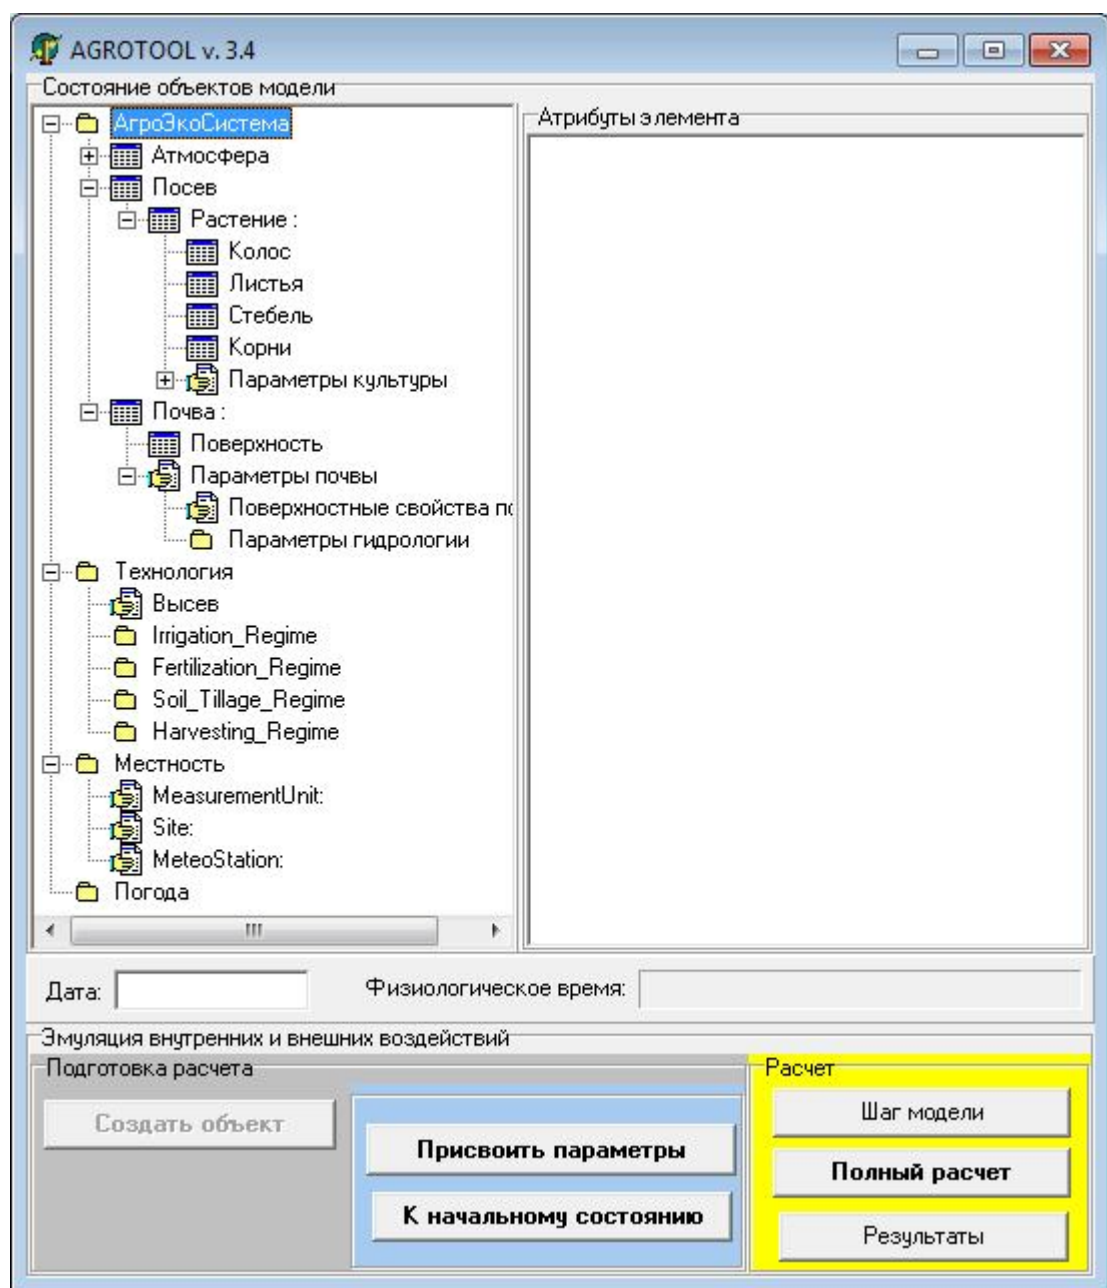 AGROTOOL v. 3.4
Состояние объектов модели
АгроЭкоСистема
Атмосфера
Посев
Растение :
Колос
Листья
Стебель
Корни
Параметры культуры
Почва :
Поверхность
Параметры почвы
Поверхностные свойства по
Параметры гидрологии
Технология
Высев
Irrigation_Regime
Fertilization_Regime
Soil_Tillage_Regime
Harvesting_Regime
Местность
MeasurementUnit:
Site:
MeteoStation:
Погода
Атрибуты элемента
Дата:
Физиологическое время:
Эмуляция внутренних и внешних воздействий
Подготовка расчета
Создать объект
Присвоить параметры
К начальному состоянию
Расчет
Шаг модели
Полный расчет
Результаты